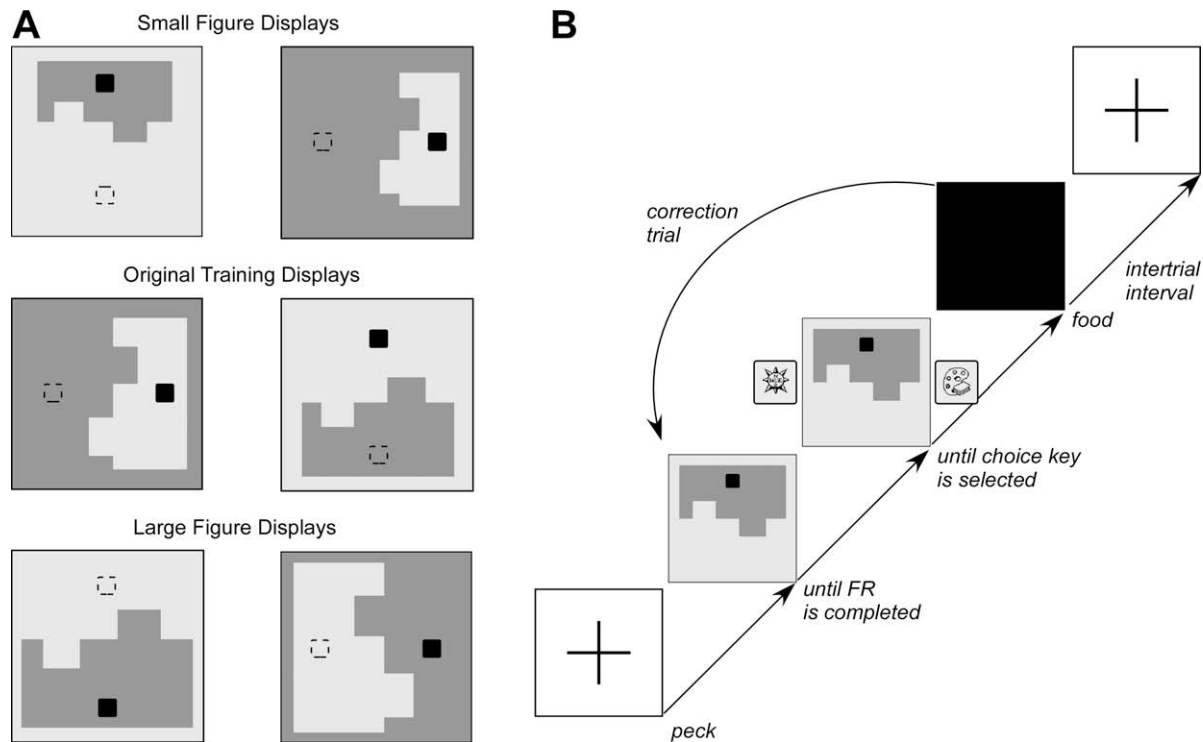 A
Small Figure Displays
Original Training Displays
Large Figure Displays
B
correction
trial
intertrial
interval
food
until choice key
is selected
until FR
is completed
peck